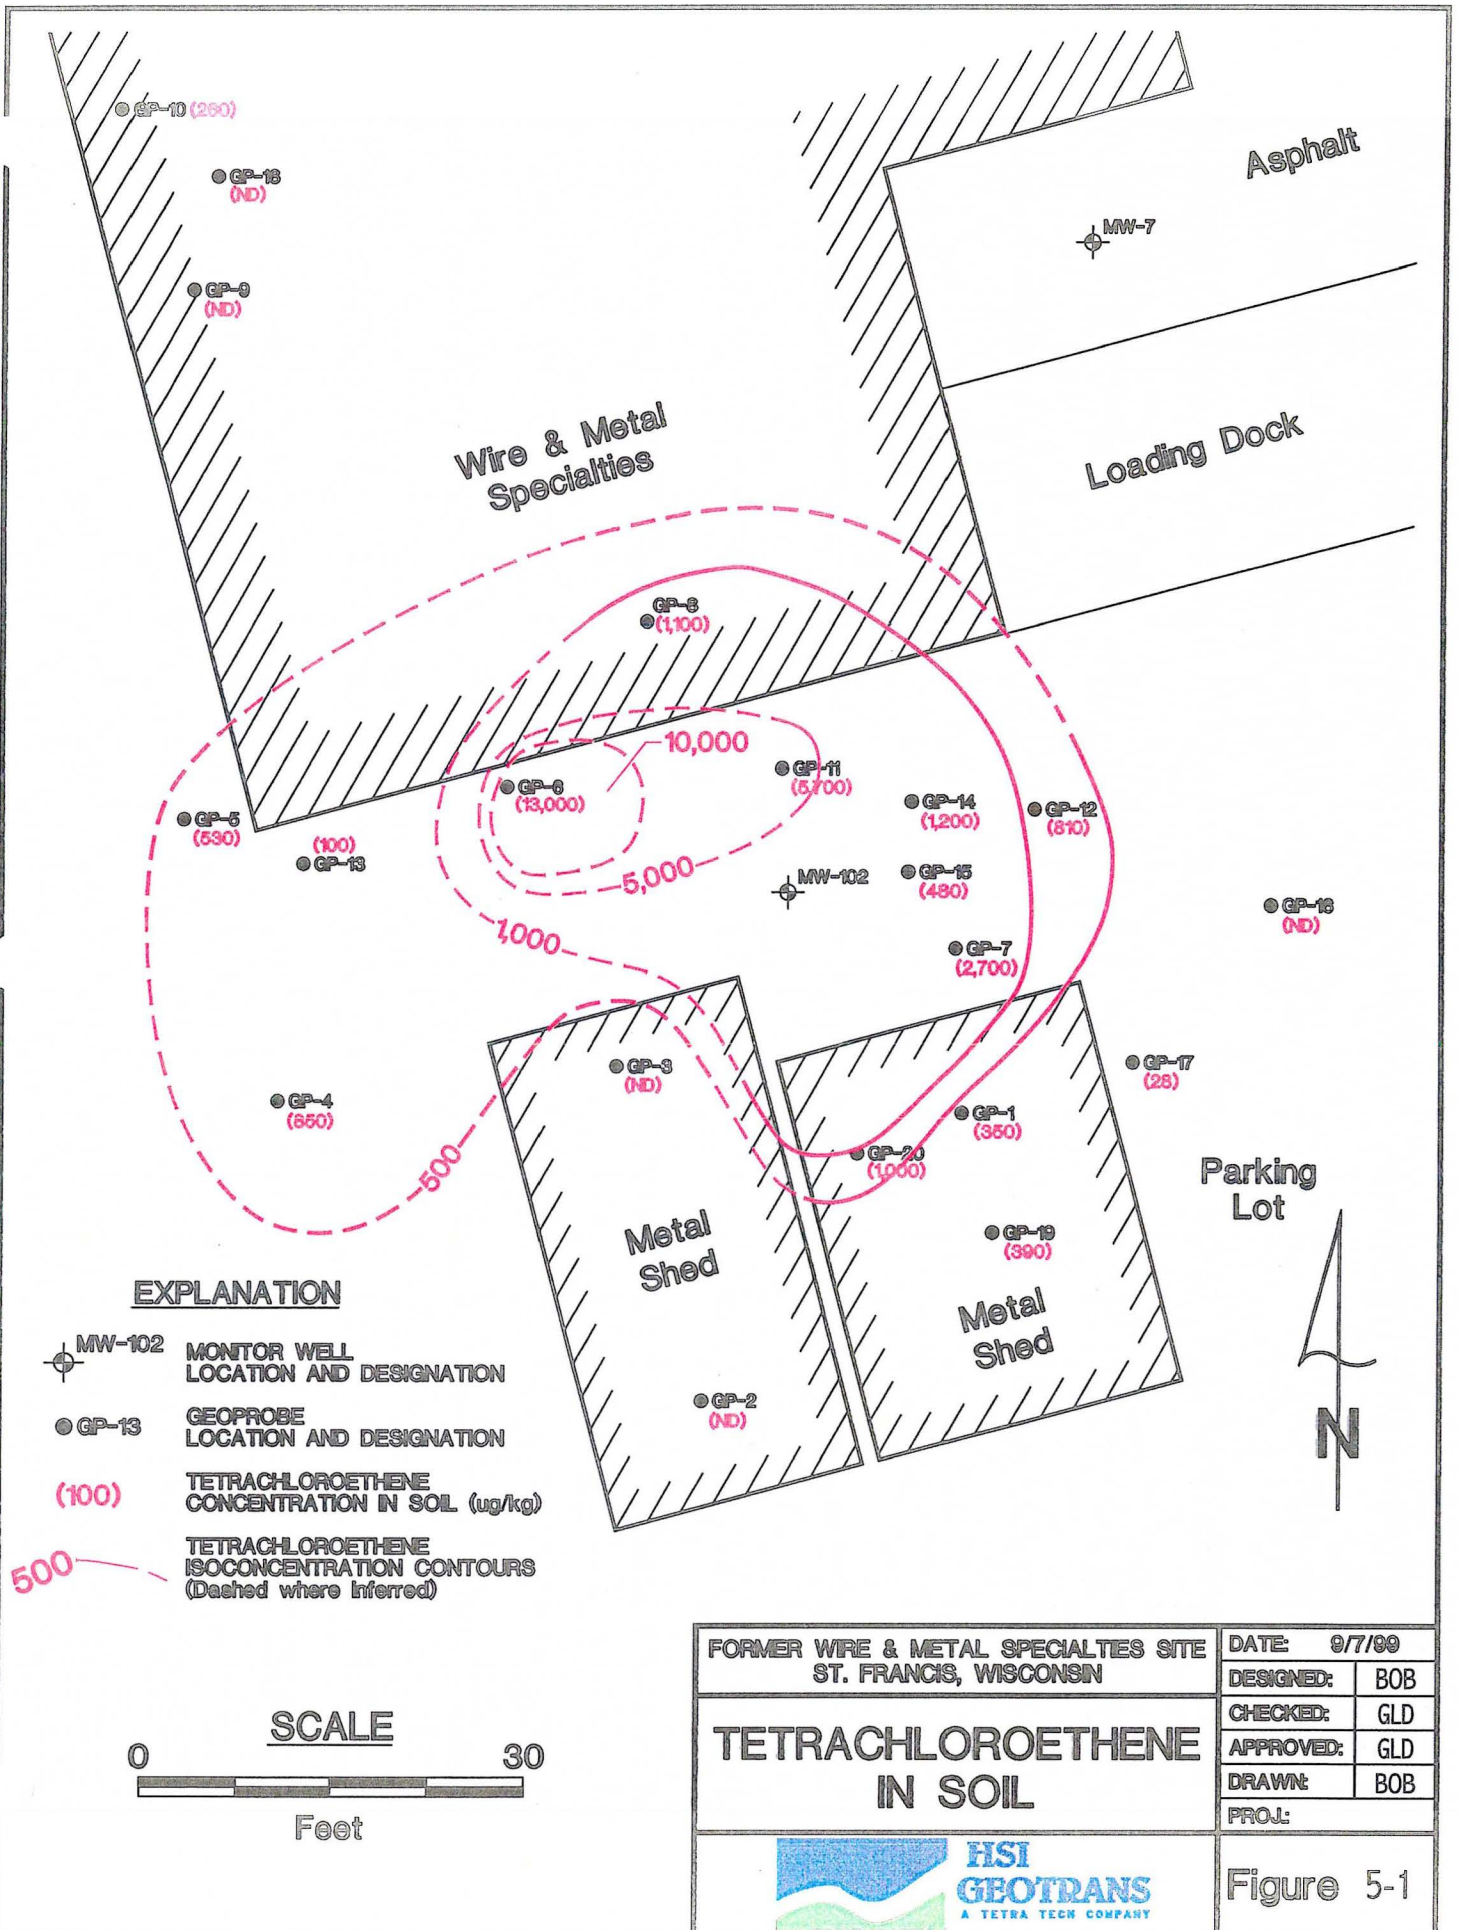 GP-10 (260)
GP-18
(ND)
GP-9
(ND)
Asphalt
MW-7
Wire & Metal
Specialties
Loading Dock
GP-8
(1,100)
10,000
GP-6
(13,000)
GP-11
(5,700)
GP-14
(1,200)
GP-12
(810)
GP-5
(530)
(100)
GP-13
5,000
MW-102
GP-15
(480)
GP-16
(ND)
1,000
GP-7
(2,700)
GP-3
(ND)
GP-17
(28)
GP-4
(850)
GP-1
(350)
500
GP-20
(1,000)
Parking
Lot
Metal
Shed
GP-19
(390)
Metal
Shed
GP-2
(ND)
N
EXPLANATION
MW-102 MONITOR WELL
LOCATION AND DESIGNATION
GP-13 GEOPROBE
LOCATION AND DESIGNATION
(100) TETRACHLOROETHENE
CONCENTRATION IN SOIL (ug/kg)
500 TETRACHLOROETHENE
ISOCONCENTRATION CONTOURS
(Dashed where Inferred)
SCALE
0 30
Feet
FORMER WIRE & METAL SPECIALTIES SITE
ST. FRANCIS, WISCONSIN
TETRACHLOROETHENE
IN SOIL
DATE: 9/7/99
DESIGNED: BOB
CHECKED: GLD
APPROVED: GLD
DRAWN: BOB
PROJ.:
HSI
GEOTRANS
A TETRA TECH COMPANY
Figure 5-1